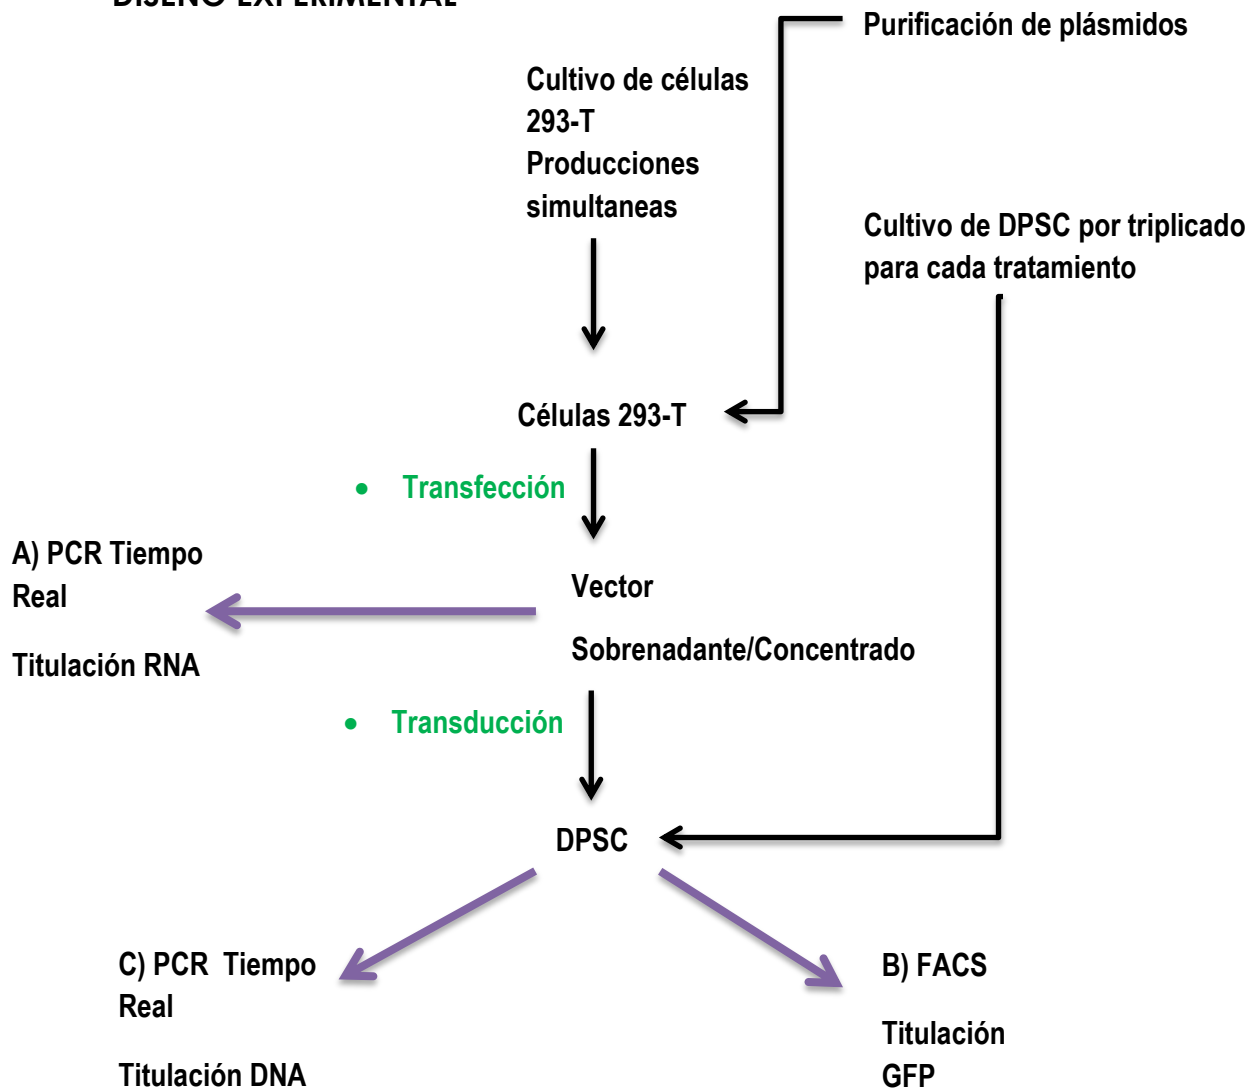 DISEÑO EXPERIMENTAL
Purificación de plásmidos
Cultivo de células
293-T
Producciones
simultaneas
Cultivo de DPSC por triplicado
para cada tratamiento
Células 293-T
• Transfección
A) PCR Tiempo
Real
Titulación RNA
Vector
Sobrenadante/Concentrado
• Transducción
DPSC
C) PCR Tiempo
Real
Titulación DNA
B) FACS
Titulación
GFP